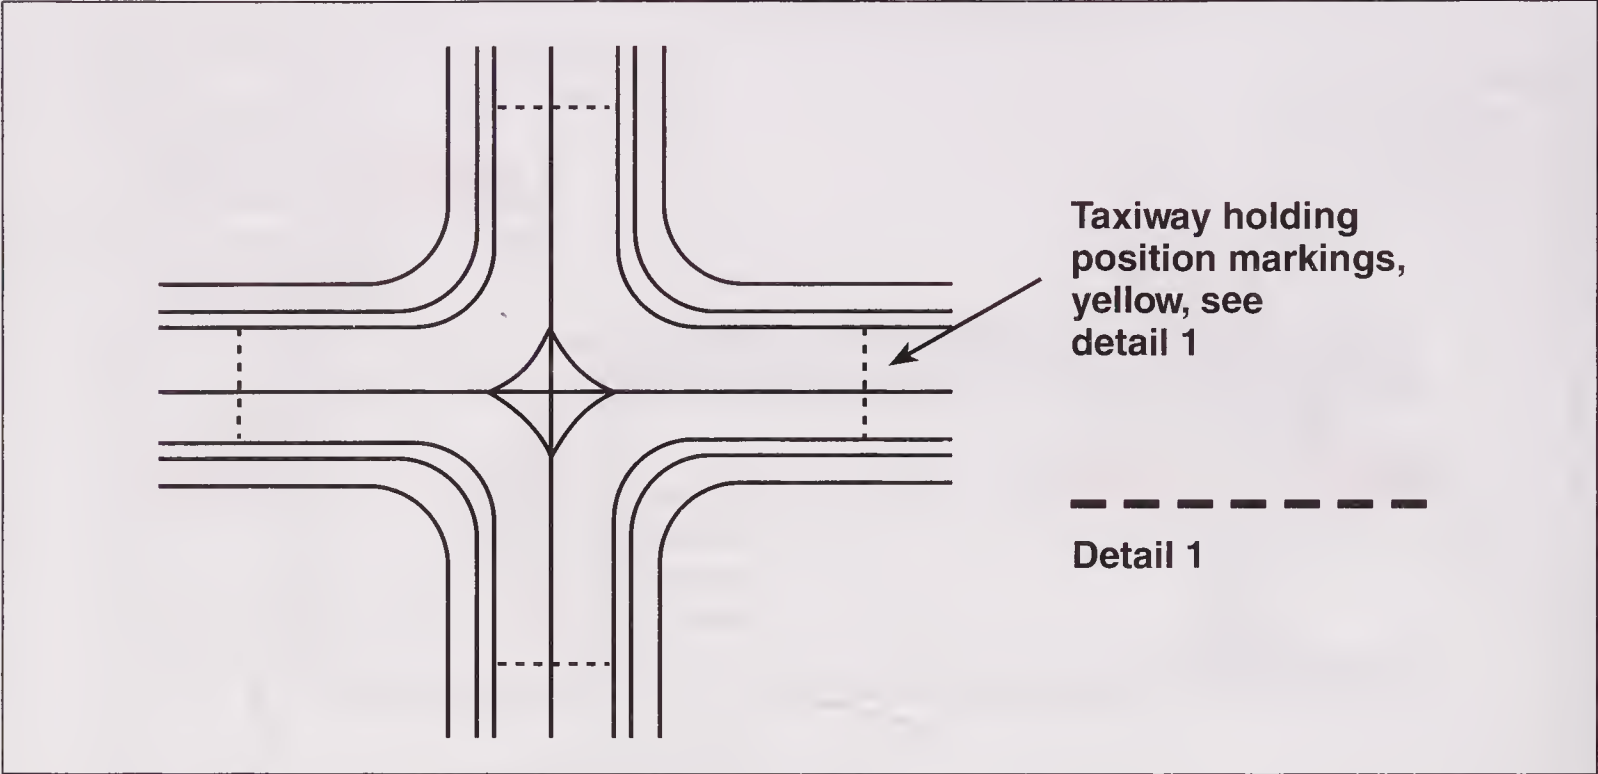 Taxiway holding
position markings,
yellow, see
detail 1
Detail 1